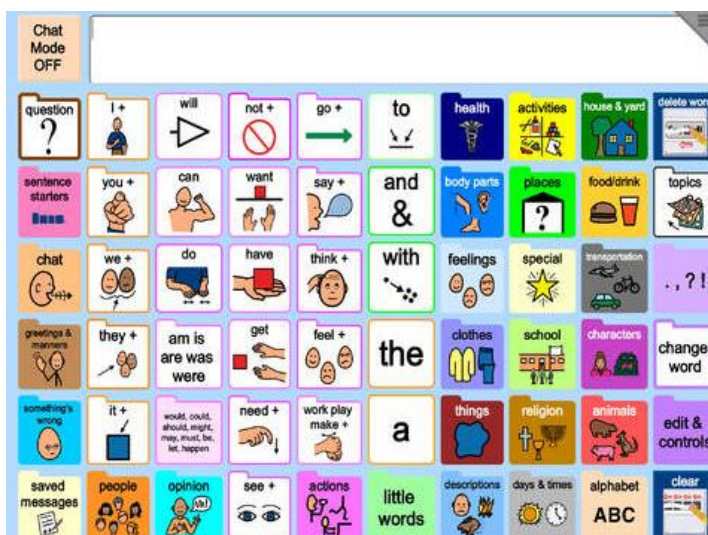 Chat
Mode
OFF
question
?
I +
will
not +
go +
to
health
activities
house & yard
delete word
sentence
starters
you +
can
want
say +
and
&
body parts
places
?
food/drink
topics
chat
we +
do
have
think +
with
feelings
special
transportation
. , ? !
greetings &
manners
they +
am is
are was
were
get
feel +
the
clothes
school
characters
change
word
something's
wrong
it +
would, could,
should, might,
may, must, be,
let, happen
need +
work play
make +
a
things
religion
animals
edit &
controls
saved
messages
people
opinion
see +
actions
little
words
descriptions
days & times
alphabet
ABC
clear